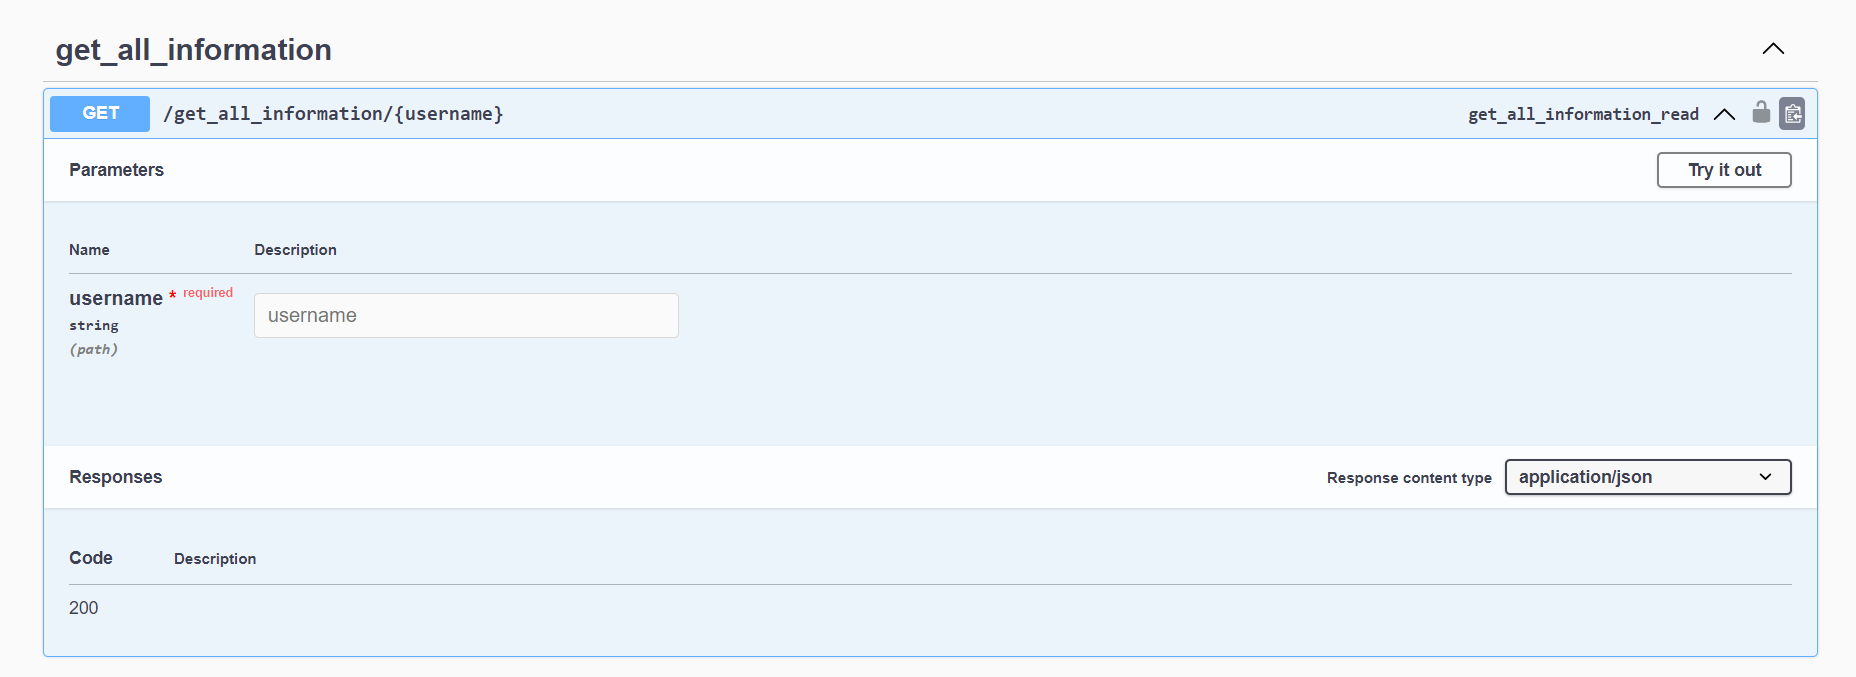 get_all_information
GET /get_all_information/{username} get_all_information_read
Parameters Try it out
Name Description
username * required
string
(path)
username
Responses Response content type application/json
Code Description
200